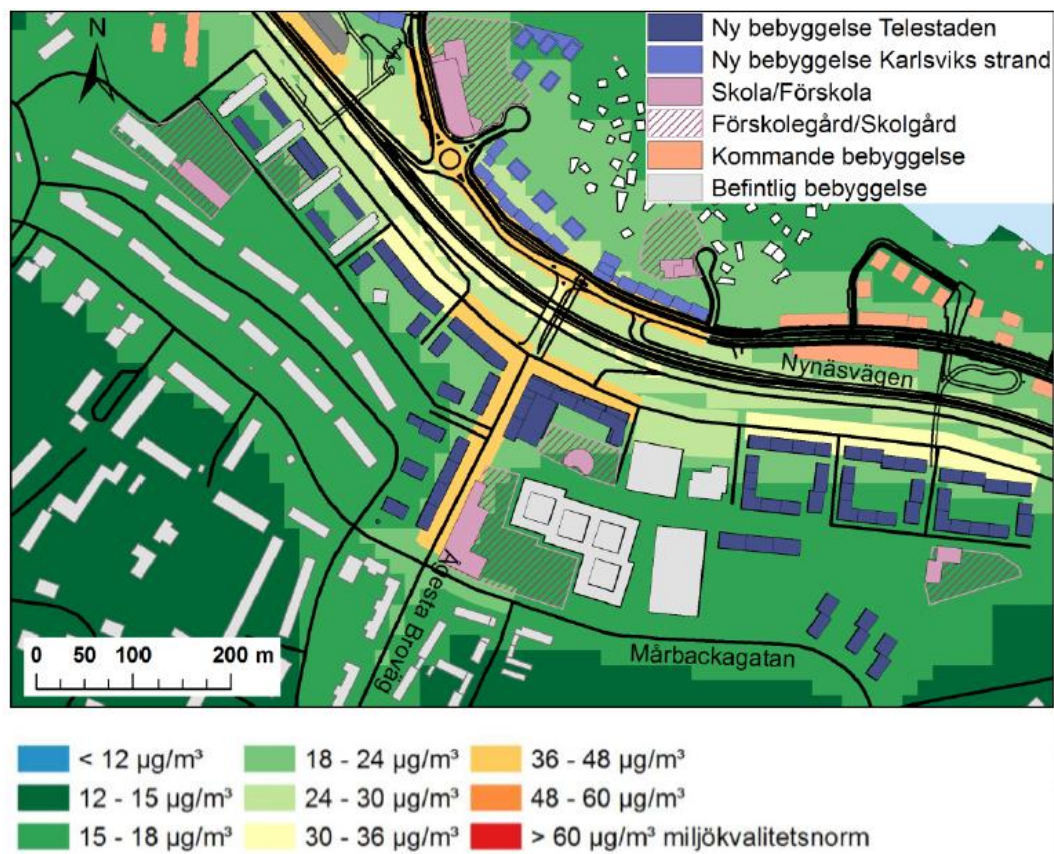 N
Ny bebyggelse Telestaden
Ny bebyggelse Karlsviks strand
Skola/Förskola
Förskolegård/Skolgård
Kommande bebyggelse
Befintlig bebyggelse
Nynäsvägen
Ågesta Broväg
Mårbackagatan
0 50 100 200 m
< 12 µg/m³ 18 - 24 µg/m³ 36 - 48 µg/m³
12 - 15 µg/m³ 24 - 30 µg/m³ 48 - 60 µg/m³
15 - 18 µg/m³ 30 - 36 µg/m³ > 60 µg/m³ miljökvalitetsnorm